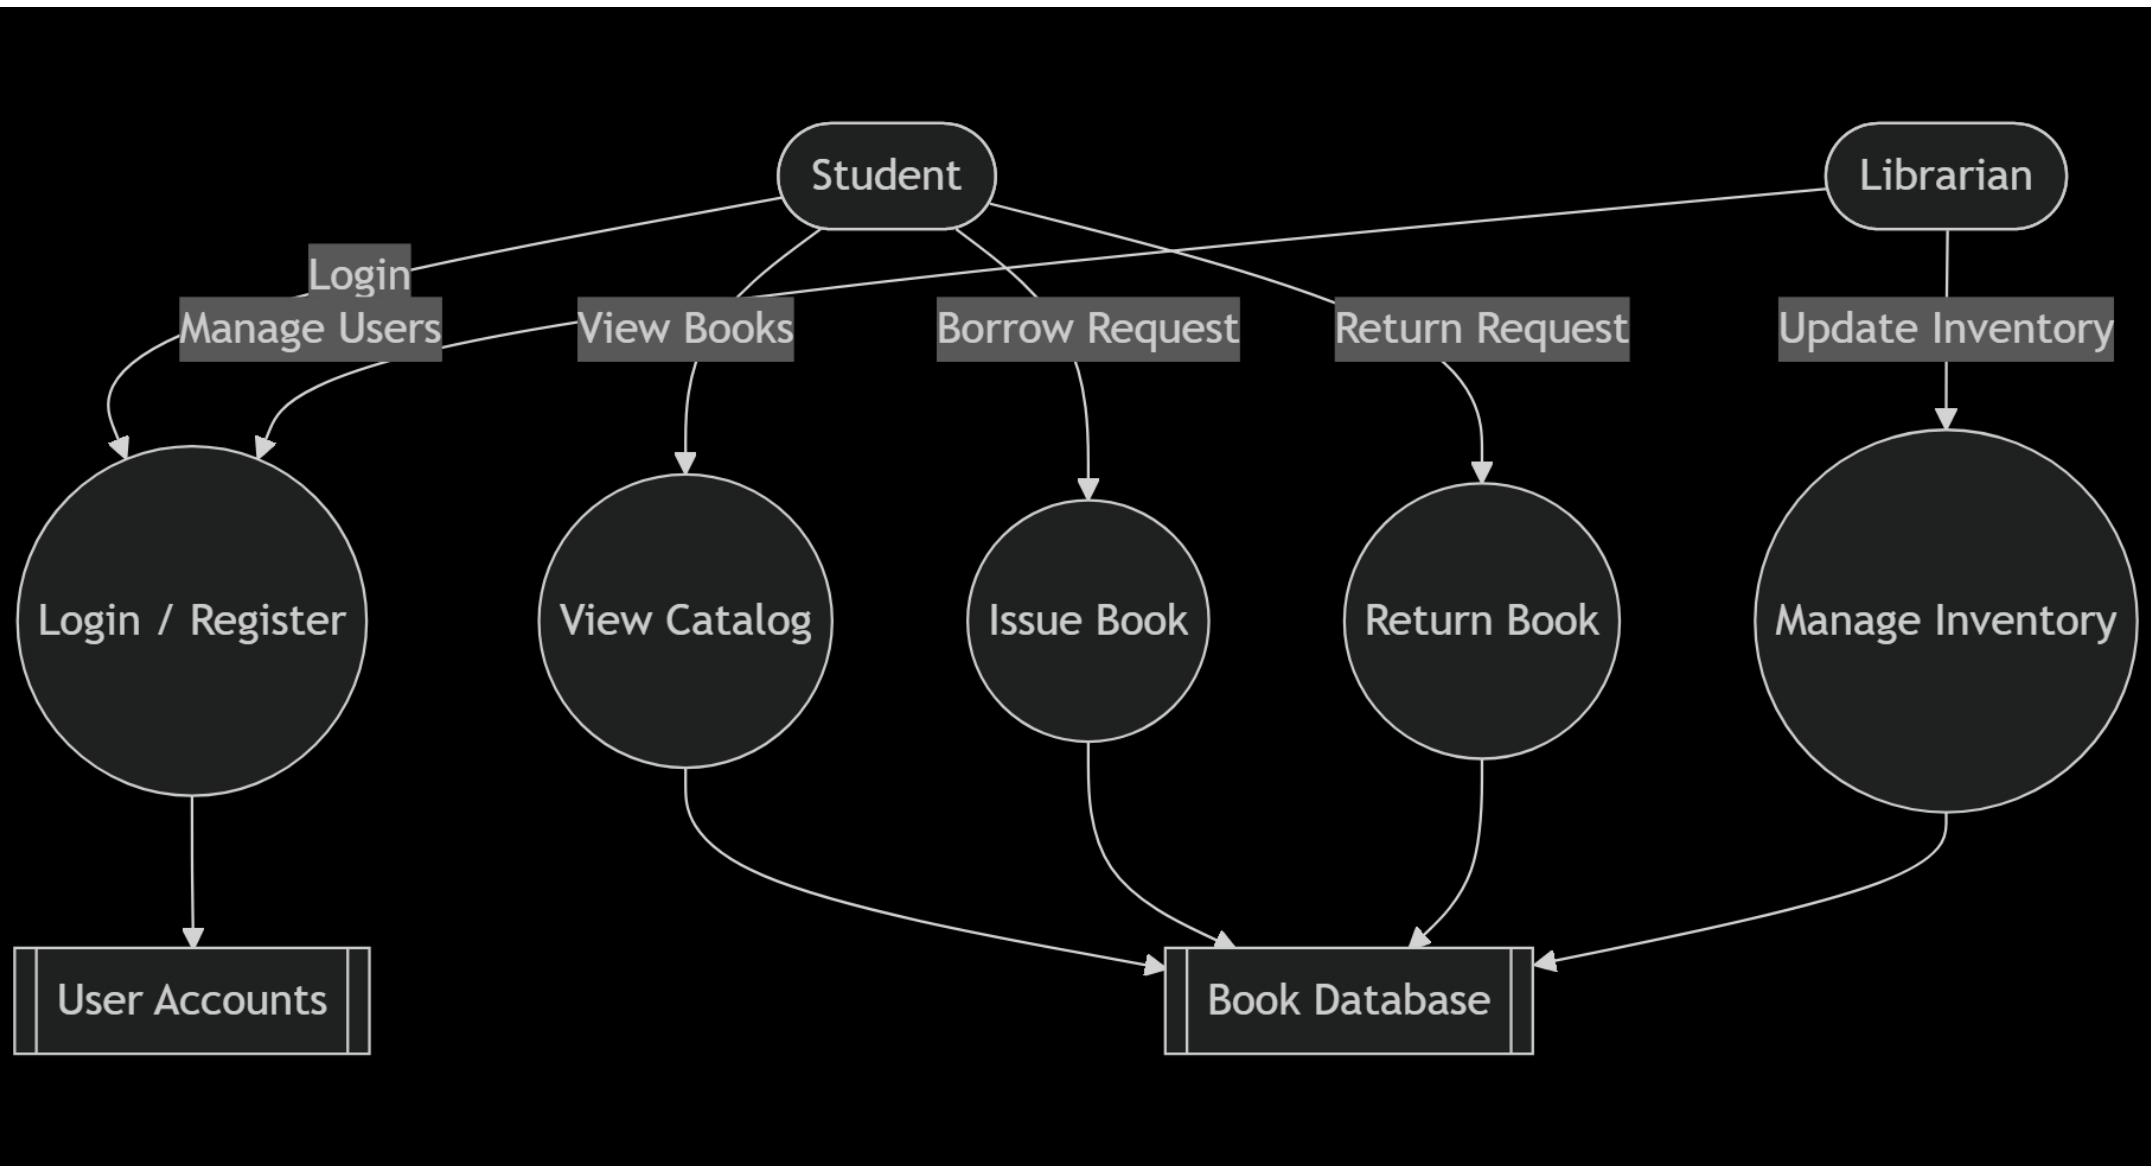 Student
Librarian
Login
Manage Users
View Books
Borrow Request
Return Request
Update Inventory
Login / Register
View Catalog
Issue Book
Return Book
Manage Inventory
User Accounts
Book Database